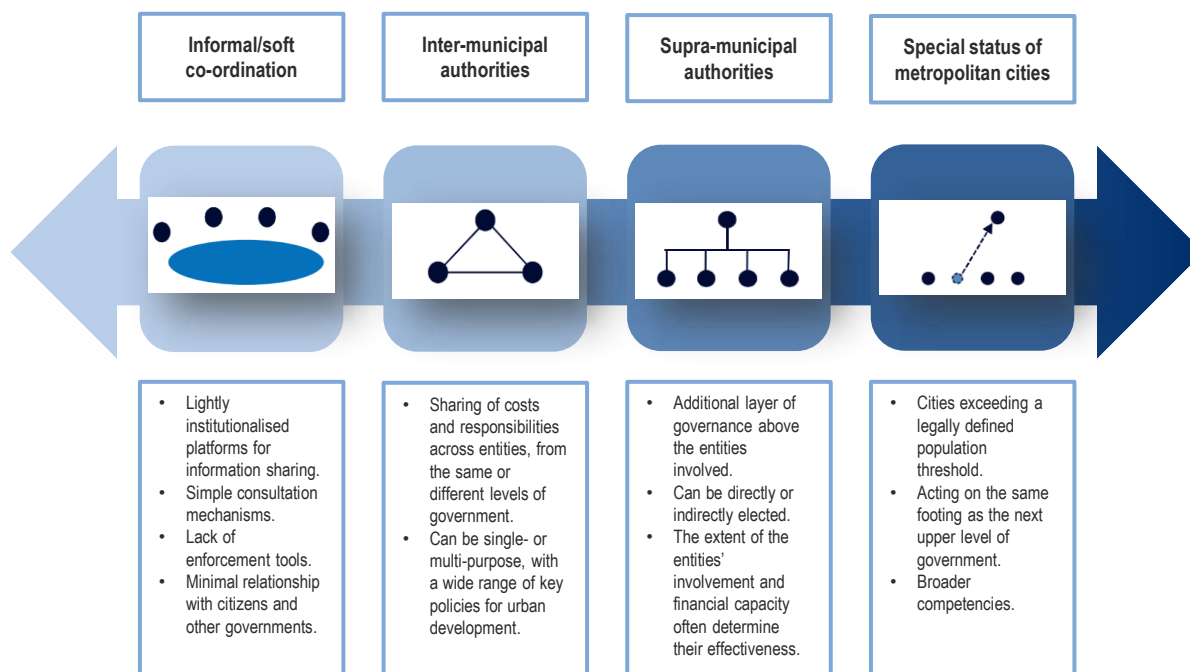 Informal/soft
co-ordination
Inter-municipal
authorities
Supra-municipal
authorities
Special status of
metropolitan cities
• Lightly
institutionalised
platforms for
information sharing.
• Simple consultation
mechanisms.
• Lack of
enforcement tools.
• Minimal relationship
with citizens and
other governments.
• Sharing of costs
and responsibilities
across entities, from
the same or
different levels of
government.
• Can be single- or
multi-purpose, with
a wide range of key
policies for urban
development.
• Additional layer of
governance above
the entities
involved.
• Can be directly or
indirectly elected.
• The extent of the
entities’
involvement and
financial capacity
often determine
their effectiveness.
• Cities exceeding a
legally defined
population
threshold.
• Acting on the same
footing as the next
upper level of
government.
• Broader
competencies.